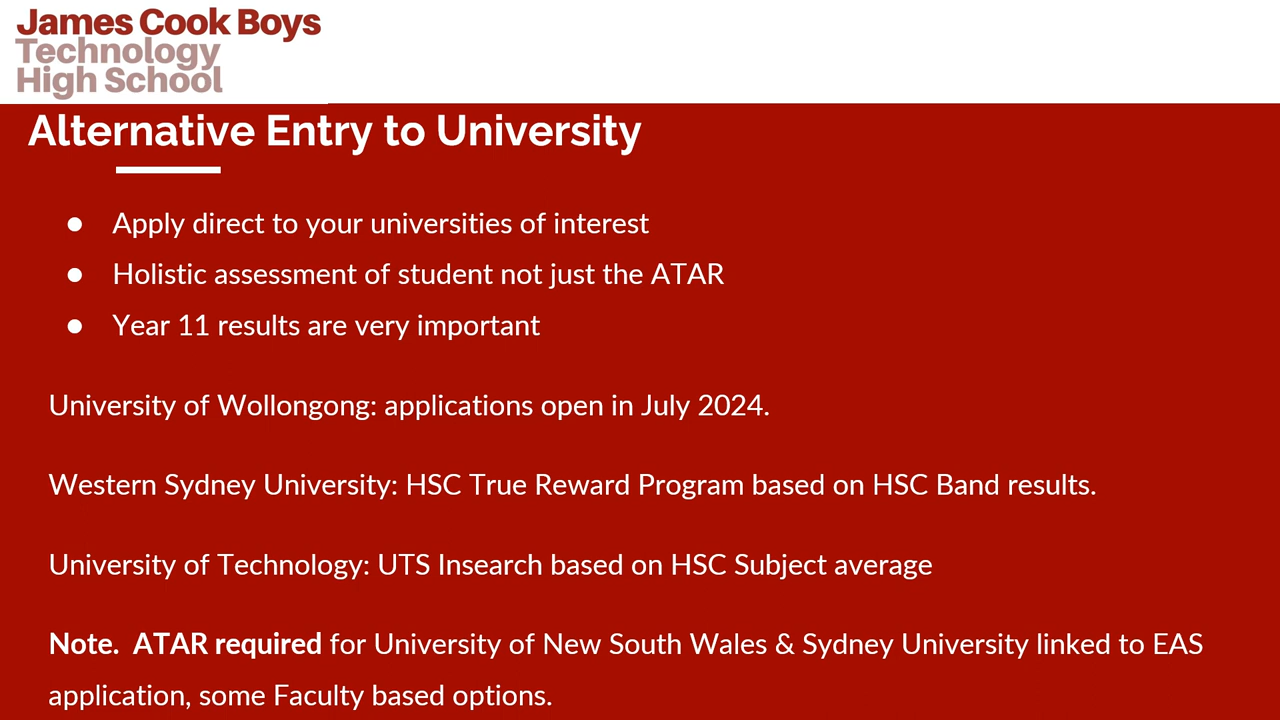 James Cook Boys
Technology
High School
Alternative Entry to University
● Apply direct to your universities of interest
● Holistic assessment of student not just the ATAR
● Year 11 results are very important
University of Wollongong: applications open in July 2024.
Western Sydney University: HSC True Reward Program based on HSC Band results.
University of Technology: UTS Insearch based on HSC Subject average
Note.  ATAR required for University of New South Wales & Sydney University linked to EAS
application, some Faculty based options.